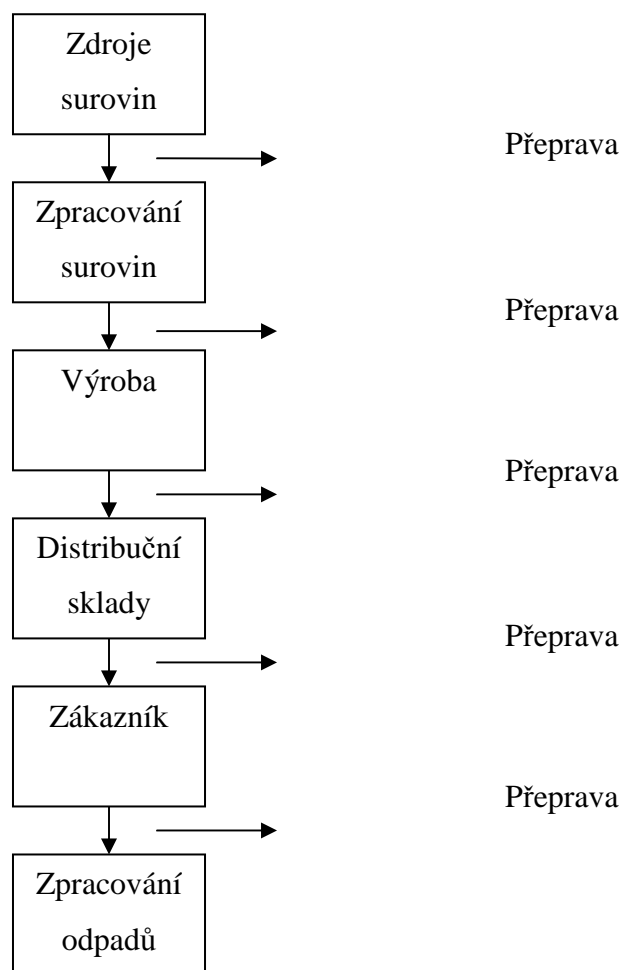 Zdroje
surovin
Přeprava
Zpracování
surovin
Přeprava
Výroba
Přeprava
Distribuční
sklady
Přeprava
Zákazník
Přeprava
Zpracování
odpadů